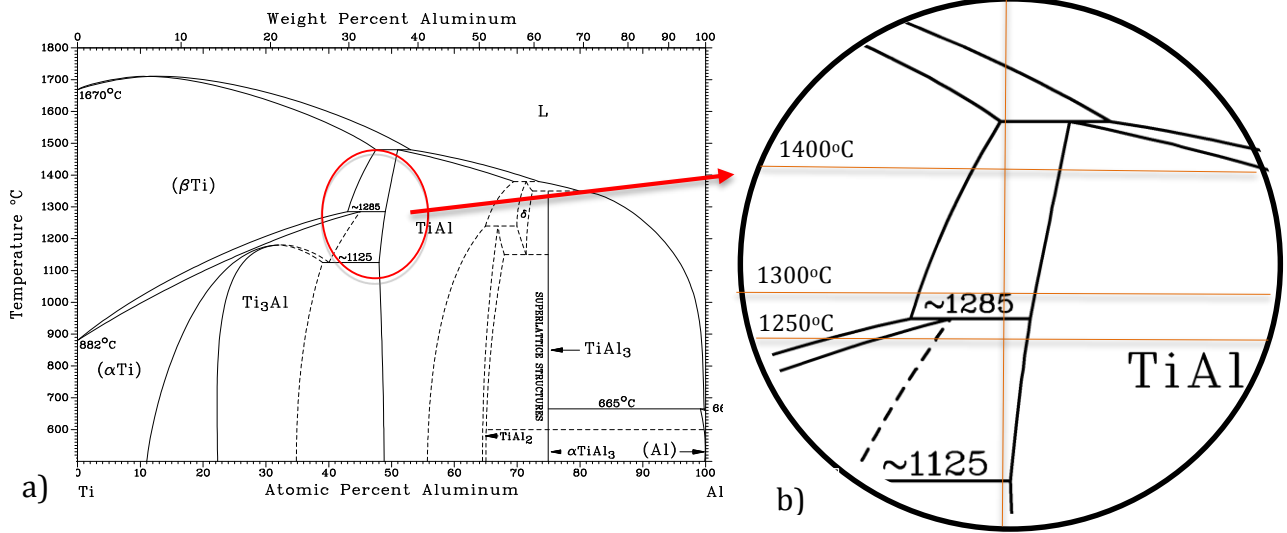 Weight Percent Aluminum
0 10 20 30 40 50 60 70 80 90 100
1800
1700
1600
1500
1400
1300
1200
1100
1000
900
800
700
600
Temperature °C
1670°C
L
(βTi)
~1285
TiAl
δ
~1125
Ti₃Al
882°C
(αTi)
SUPERLATTICE STRUCTURES
TiAl₃
665°C
66
TiAl₂
αTiAl₃
(Al)
0 10 20 30 40 50 60 70 80 90 100
Ti
Atomic Percent Aluminum
Al
a)
1400°C
1300°C
~1285
1250°C
TiAl
~1125
b)